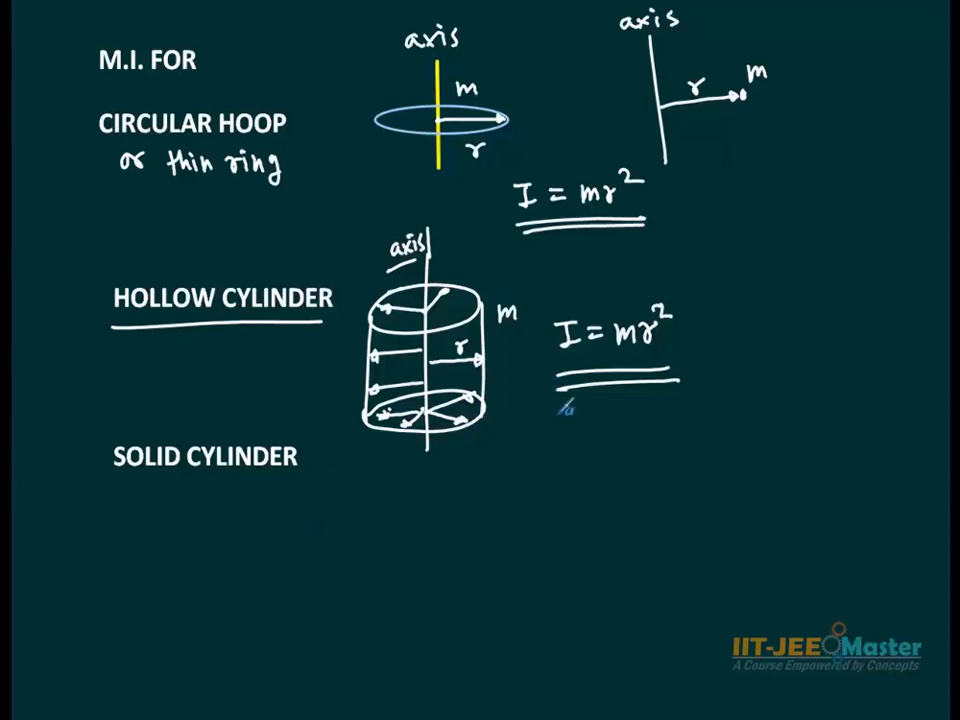 axis
axis
M.I. FOR
m
r
m
CIRCULAR HOOP
r
or thin ring
I = mr²
axis
HOLLOW CYLINDER
m
r
I = mr²
SOLID CYLINDER
IIT-JEE Master
A Course Empowered by Concepts